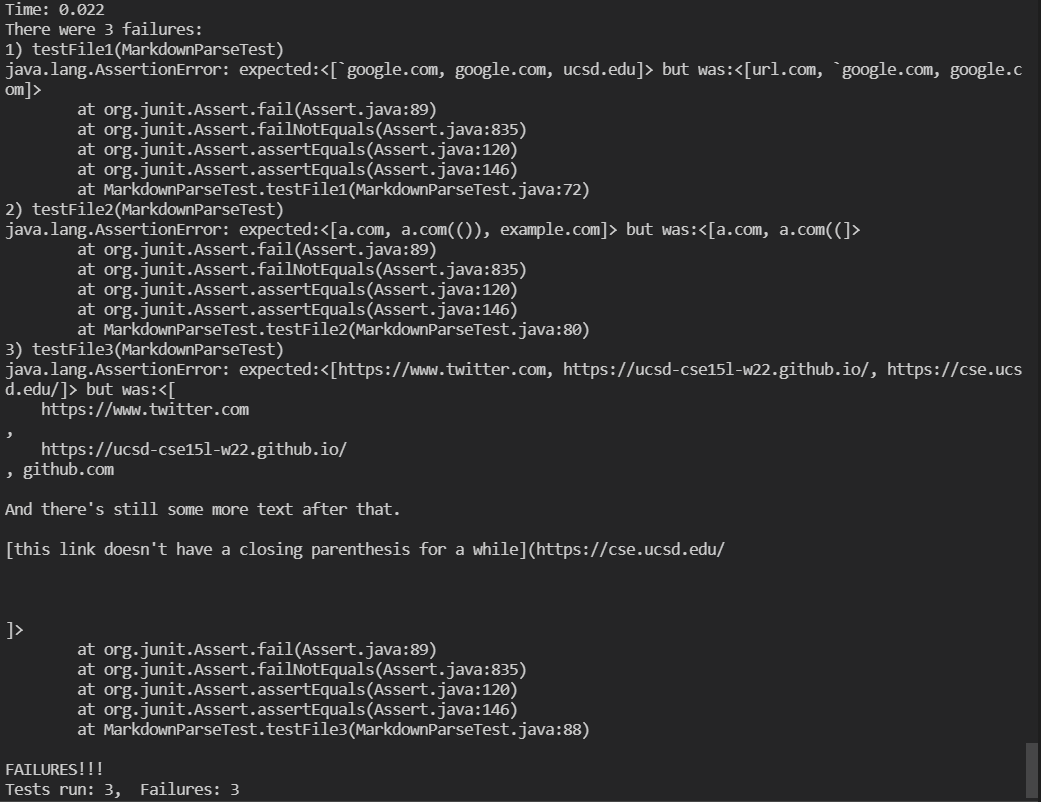 Time: 0.022
There were 3 failures:
1) testFile1(MarkdownParseTest)
java.lang.AssertionError: expected:<[`google.com, google.com, ucsd.edu]> but was:<[url.com, `google.com, google.c
om]>
        at org.junit.Assert.fail(Assert.java:89)
        at org.junit.Assert.failNotEquals(Assert.java:835)
        at org.junit.Assert.assertEquals(Assert.java:120)
        at org.junit.Assert.assertEquals(Assert.java:146)
        at MarkdownParseTest.testFile1(MarkdownParseTest.java:72)
2) testFile2(MarkdownParseTest)
java.lang.AssertionError: expected:<[a.com, a.com(()), example.com]> but was:<[a.com, a.com((]>
        at org.junit.Assert.fail(Assert.java:89)
        at org.junit.Assert.failNotEquals(Assert.java:835)
        at org.junit.Assert.assertEquals(Assert.java:120)
        at org.junit.Assert.assertEquals(Assert.java:146)
        at MarkdownParseTest.testFile2(MarkdownParseTest.java:80)
3) testFile3(MarkdownParseTest)
java.lang.AssertionError: expected:<[https://www.twitter.com, https://ucsd-cse15l-w22.github.io/, https://cse.ucs
d.edu/]> but was:<[
    https://www.twitter.com
,
    https://ucsd-cse15l-w22.github.io/
, github.com

And there's still some more text after that.

[this link doesn't have a closing parenthesis for a while](https://cse.ucsd.edu/



]>
        at org.junit.Assert.fail(Assert.java:89)
        at org.junit.Assert.failNotEquals(Assert.java:835)
        at org.junit.Assert.assertEquals(Assert.java:120)
        at org.junit.Assert.assertEquals(Assert.java:146)
        at MarkdownParseTest.testFile3(MarkdownParseTest.java:88)

FAILURES!!!
Tests run: 3,  Failures: 3